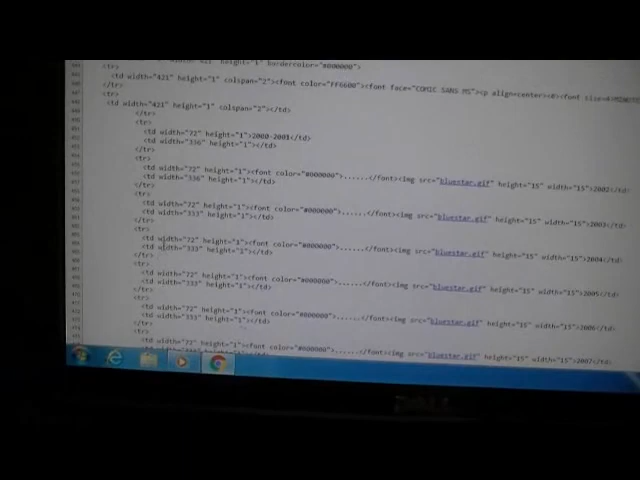 <tr>
<td width="421" height="1" colspan="2"><font color="FF6600"><font face="COMIC SANS MS"><p align=center><font size=4>MINUTE
</tr>
<tr>
<td width="421" height="1" colspan="2"></td>
</tr>
<tr>
<td width="72" height="1">2000-2001</td>
<td width="336" height="1"></td>
</tr>
<tr>
<td width="72" height="1"><font color="#000000">......</font><img src="bluestar.gif" height="15" width="15">2002</td>
<td width="336" height="1"></td>
</tr>
<tr>
<td width="72" height="1"><font color="#000000">......</font><img src="bluestar.gif" height="15" width="15">2003</td>
<td width="333" height="1"></td>
</tr>
<tr>
<td width="72" height="1"><font color="#000000">......</font><img src="bluestar.gif" height="15" width="15">2004</td>
<td width="333" height="1"></td>
</tr>
<tr>
<td width="72" height="1"><font color="#000000">......</font><img src="bluestar.gif" height="15" width="15">2005</td>
<td width="333" height="1"></td>
</tr>
<tr>
<td width="72" height="1"><font color="#000000">......</font><img src="bluestar.gif" height="15" width="15">2006</td>
<td width="333" height="1"></td>
</tr>
<tr>
<td width="72" height="1"><font color="#000000">......</font><img src="bluestar.gif" height="15" width="15">2007</td>
DELL